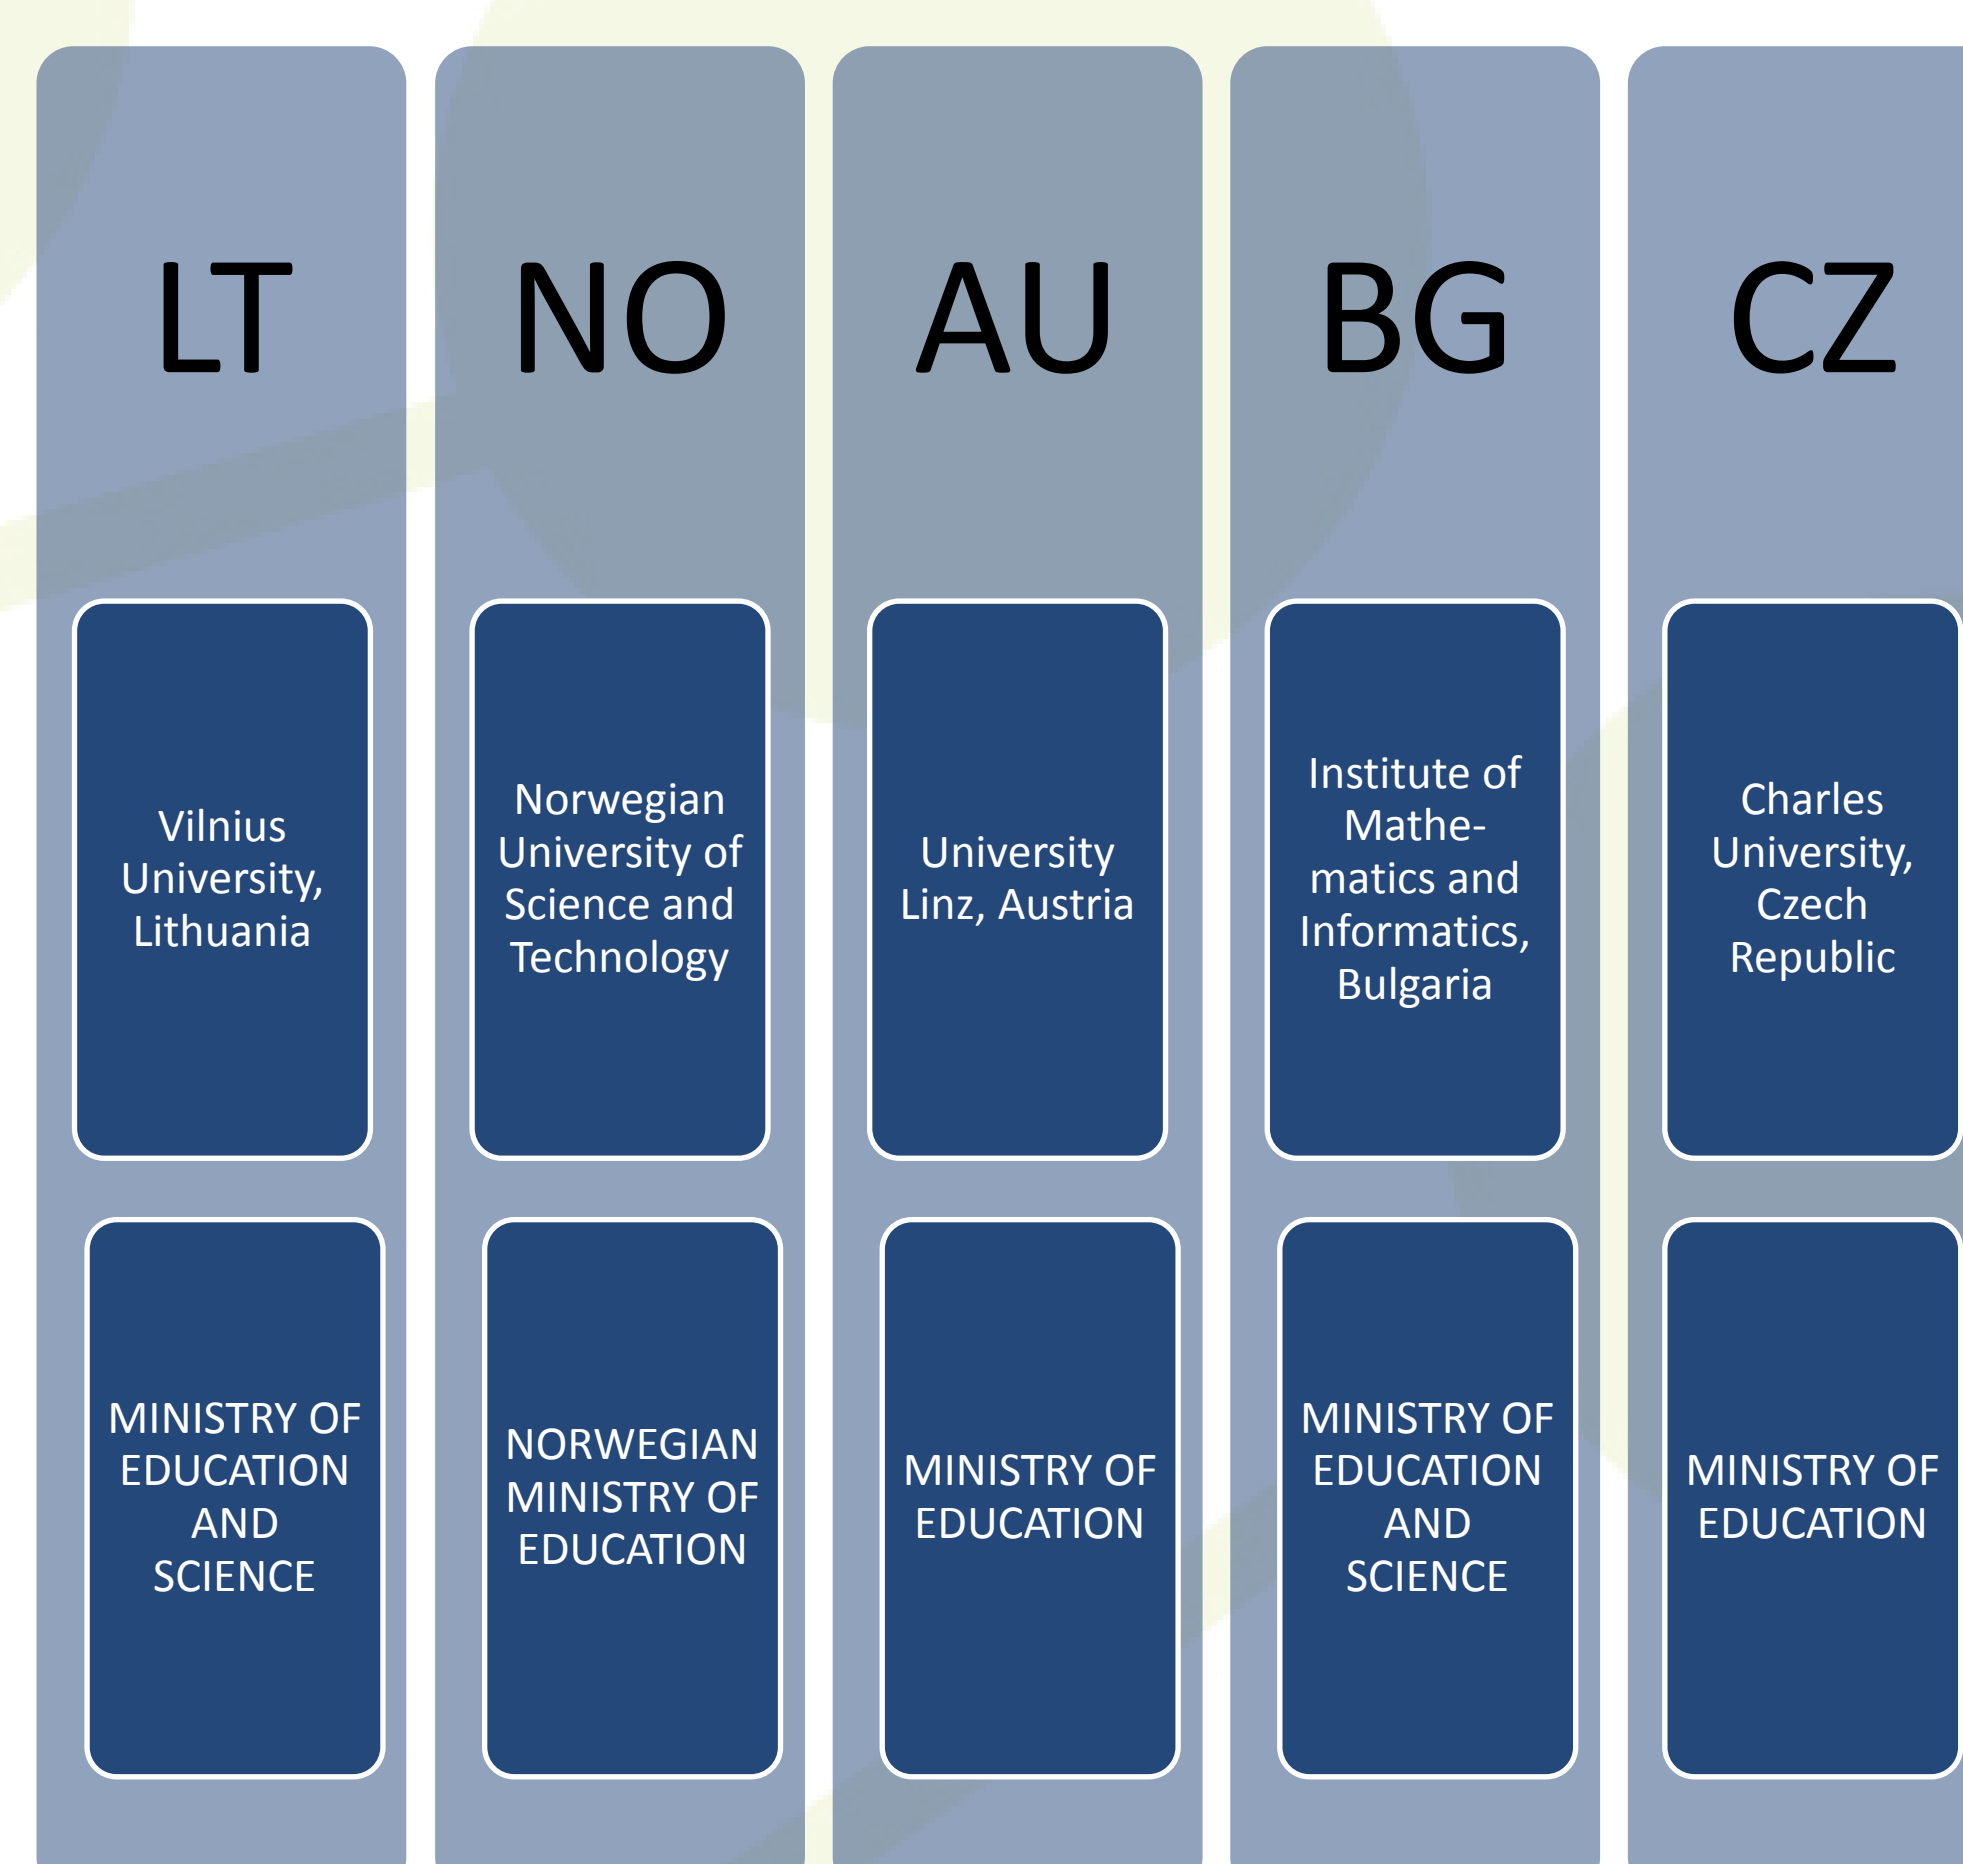 LT
Vilnius
University,
Lithuania
MINISTRY OF
EDUCATION
AND
SCIENCE
NO
Norwegian
University of
Science and
Technology
NORWEGIAN
MINISTRY OF
EDUCATION
AU
University
Linz, Austria
MINISTRY OF
EDUCATION
BG
Institute of
Mathe-
matics and
Informatics,
Bulgaria
MINISTRY OF
EDUCATION
AND
SCIENCE
CZ
Charles
University,
Czech
Republic
MINISTRY OF
EDUCATION